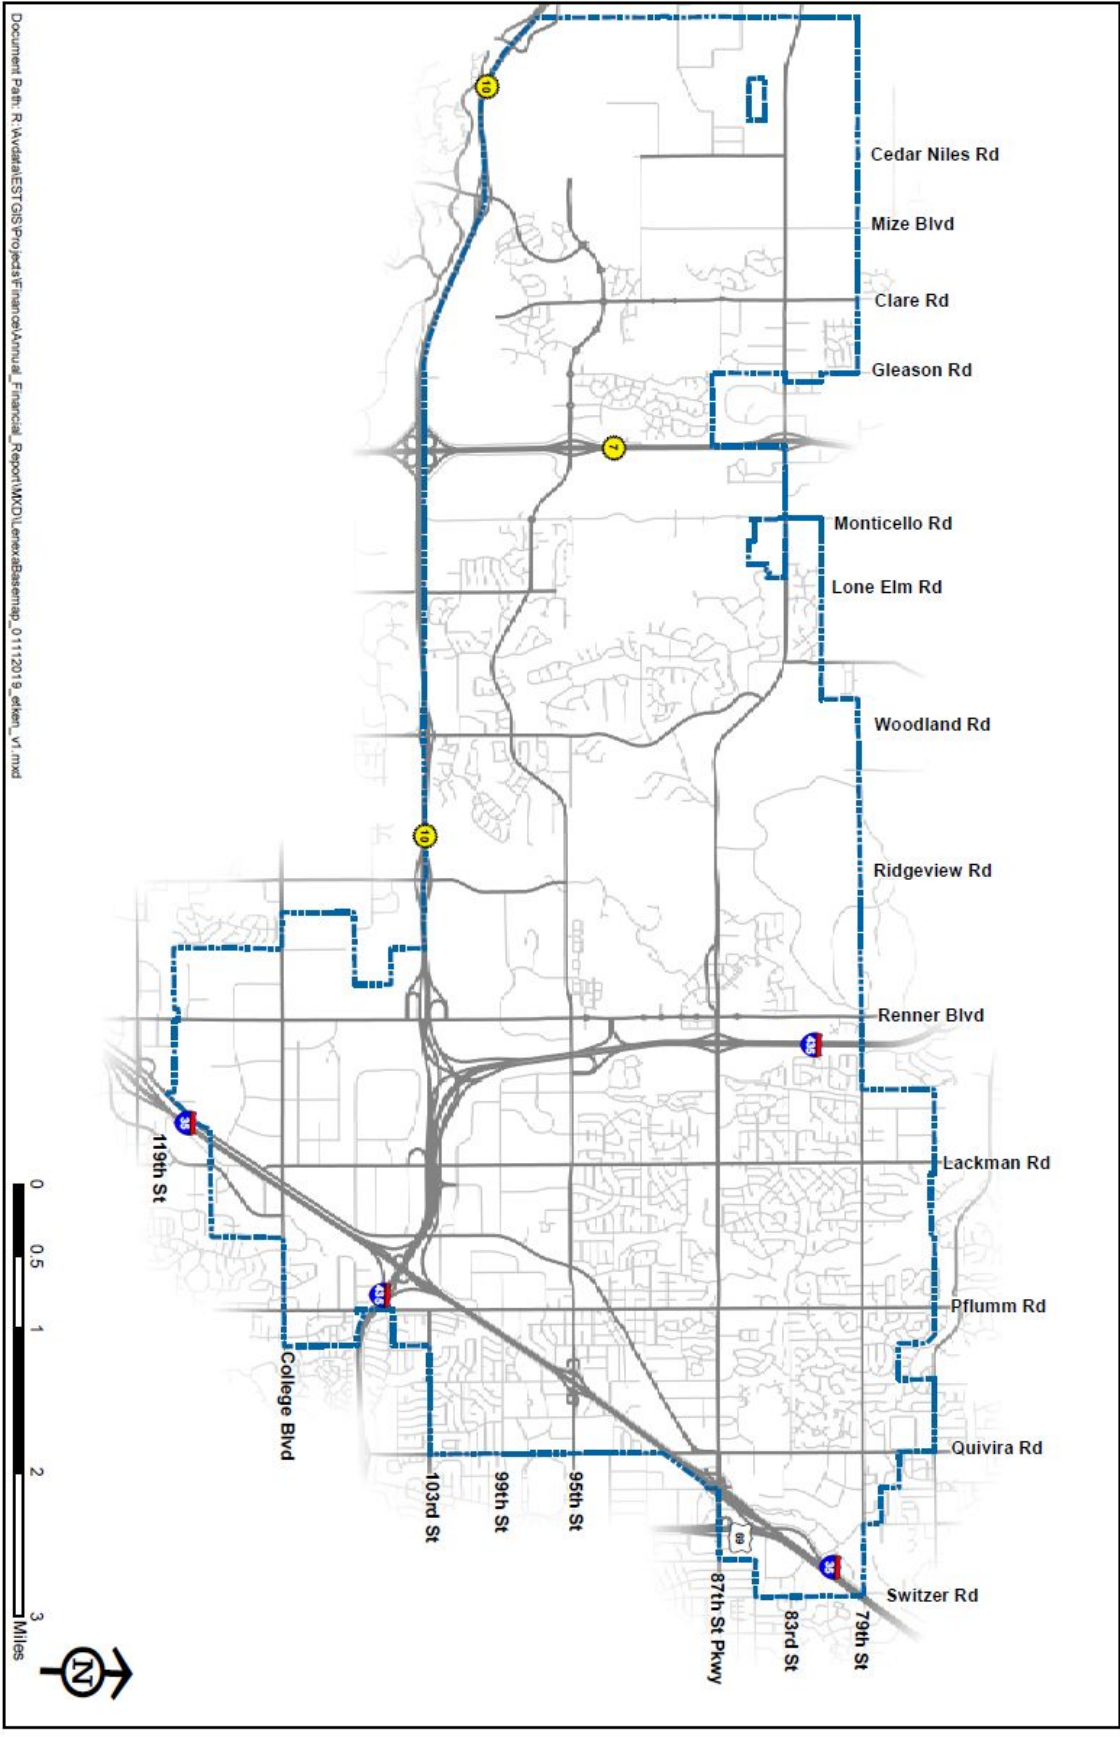 Cedar Niles Rd
Mize Blvd
Clare Rd
Gleason Rd
Monticello Rd
Lone Elm Rd
Woodland Rd
Ridgeview Rd
Renner Blvd
Lackman Rd
Pflumm Rd
Quivira Rd
Switzer Rd
10
7
10
435
35
435
69
35
119th St
College Blvd
103rd St
99th St
95th St
87th St Pkwy
83rd St
79th St
0 0.5 1 2 3
Miles
N
Document Path: R:\Avdata\ESTGIS\Projects\Finance\Annual_Financial_Report\MXD\LenexaBasemap_01112019_etken_v1.mxd